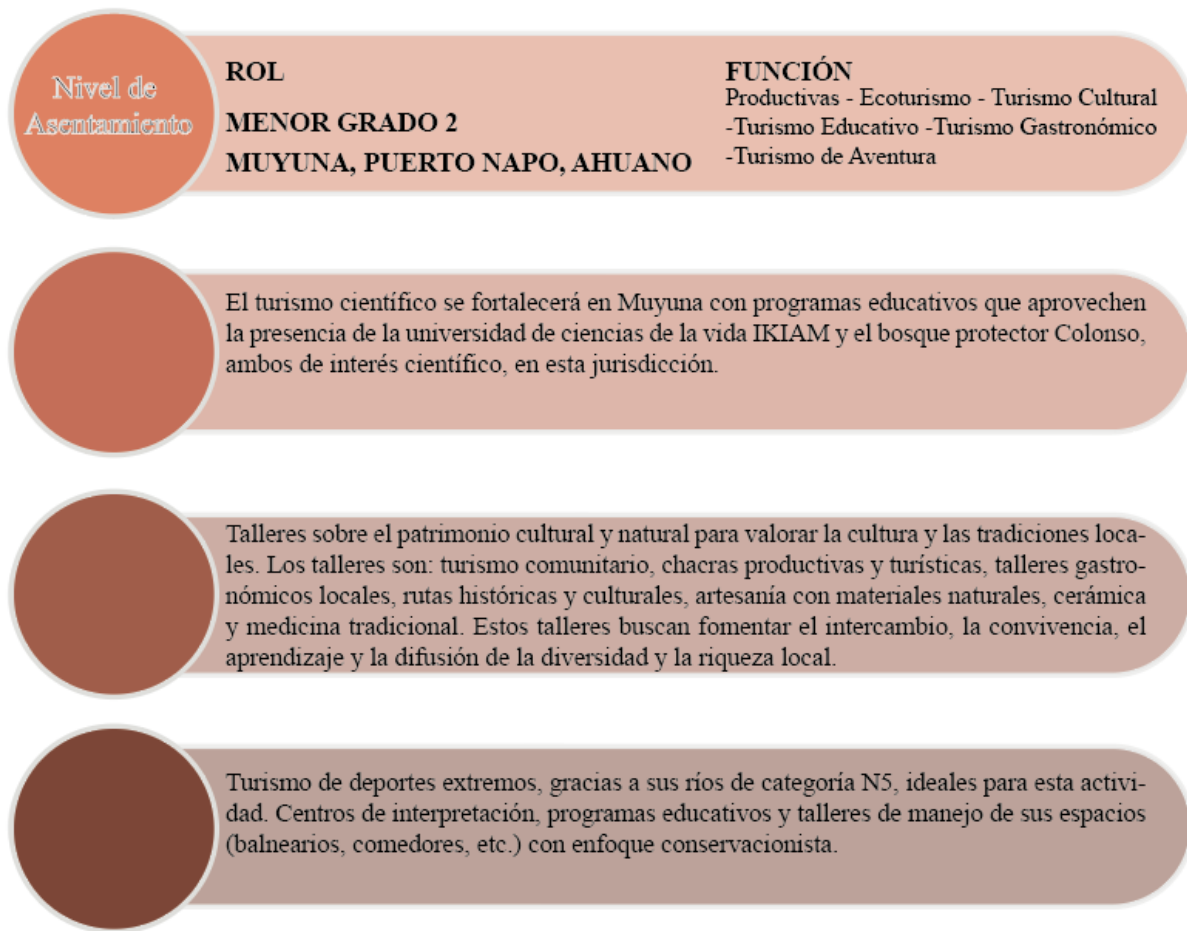 Nivel de
Asentamiento
ROL
MENOR GRADO 2
MUYUNA, PUERTO NAPO, AHUANO
FUNCIÓN
Productivas - Ecoturismo - Turismo Cultural
-Turismo Educativo -Turismo Gastronómico
-Turismo de Aventura
El turismo científico se fortalecerá en Muyuna con programas educativos que aprovechen
la presencia de la universidad de ciencias de la vida IKIAM y el bosque protector Colonso,
ambos de interés científico, en esta jurisdicción.
Talleres sobre el patrimonio cultural y natural para valorar la cultura y las tradiciones loca-
les. Los talleres son: turismo comunitario, chacras productivas y turísticas, talleres gastro-
nómicos locales, rutas históricas y culturales, artesanía con materiales naturales, cerámica
y medicina tradicional. Estos talleres buscan fomentar el intercambio, la convivencia, el
aprendizaje y la difusión de la diversidad y la riqueza local.
Turismo de deportes extremos, gracias a sus ríos de categoría N5, ideales para esta activi-
dad. Centros de interpretación, programas educativos y talleres de manejo de sus espacios
(balnearios, comedores, etc.) con enfoque conservacionista.